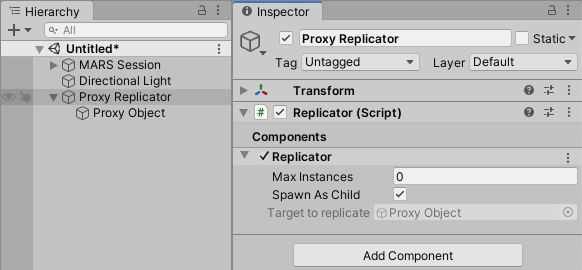 Hierarchy
All
Untitled*
MARS Session
Directional Light
Proxy Replicator
Proxy Object
Inspector
Proxy Replicator
Static
Tag Untagged Layer Default
Transform
# Replicator (Script)
Components
Replicator
Max Instances 0
Spawn As Child
Target to replicate Proxy Object
Add Component